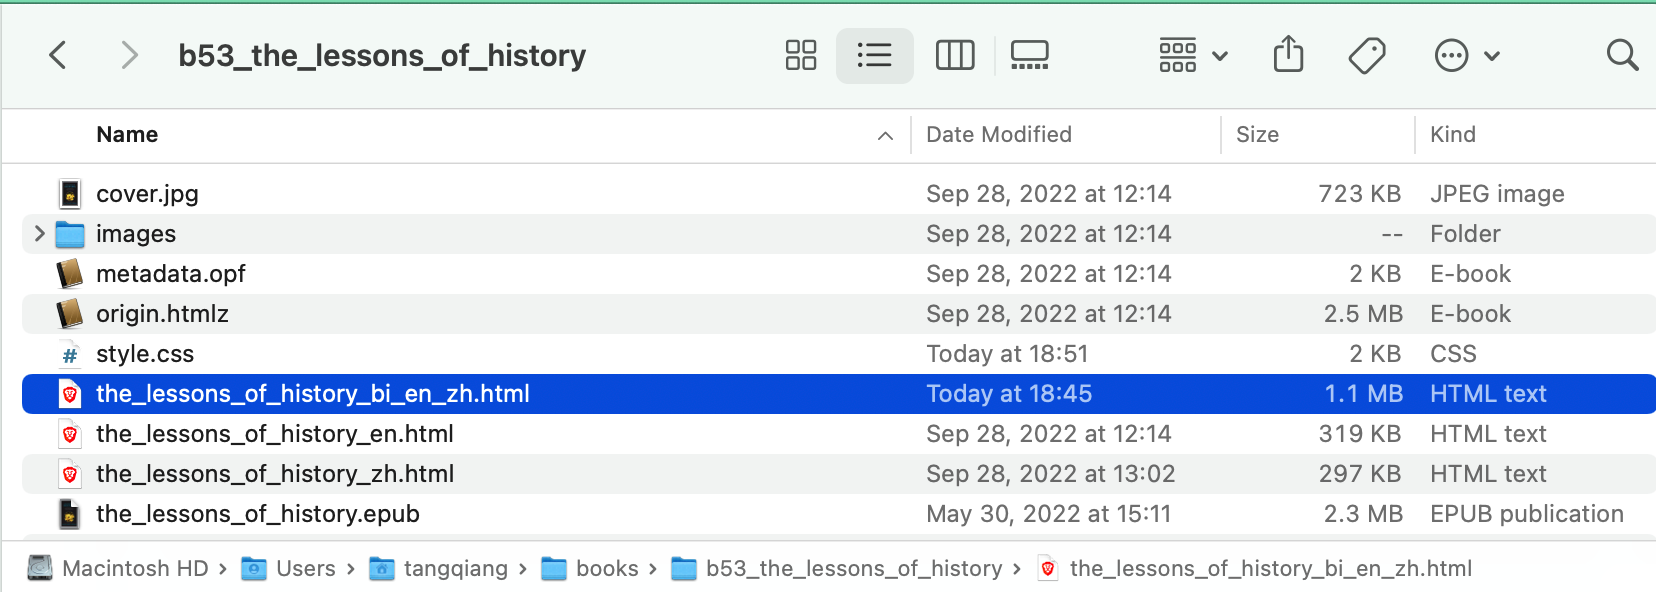 b53_the_lessons_of_history
Name Date Modified Size Kind
cover.jpg Sep 28, 2022 at 12:14 723 KB JPEG image
images Sep 28, 2022 at 12:14 -- Folder
metadata.opf Sep 28, 2022 at 12:14 2 KB E-book
origin.htmlz Sep 28, 2022 at 12:14 2.5 MB E-book
# style.css Today at 18:51 2 KB CSS
the_lessons_of_history_bi_en_zh.html Today at 18:45 1.1 MB HTML text
the_lessons_of_history_en.html Sep 28, 2022 at 12:14 319 KB HTML text
the_lessons_of_history_zh.html Sep 28, 2022 at 13:02 297 KB HTML text
the_lessons_of_history.epub May 30, 2022 at 15:11 2.3 MB EPUB publication
Macintosh HD › Users › tangqiang › books › b53_the_lessons_of_history › the_lessons_of_history_bi_en_zh.html